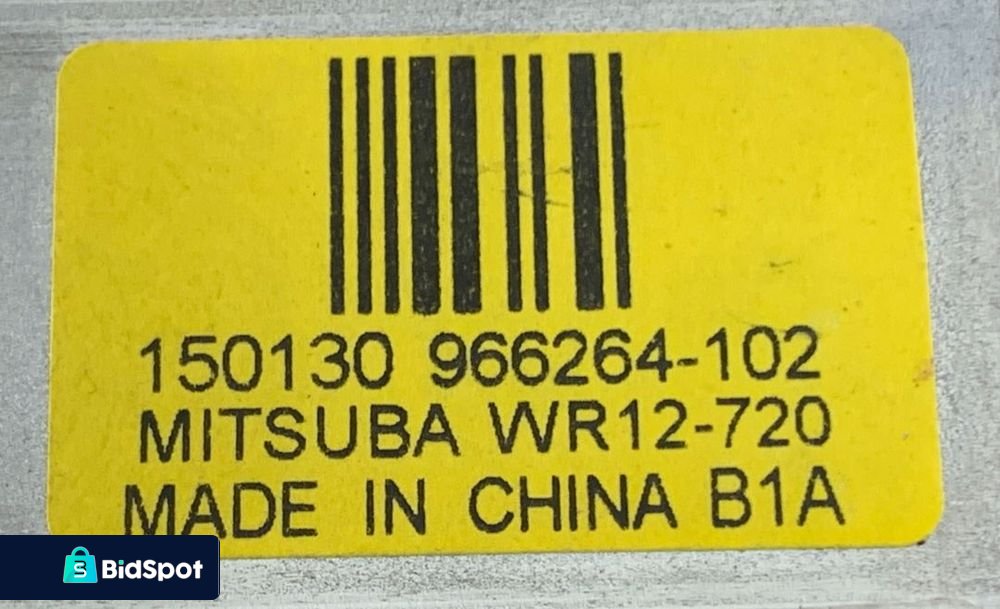 150130 966264-102
MITSUBA WR12-720
MADE IN CHINA B1A
BidSpot